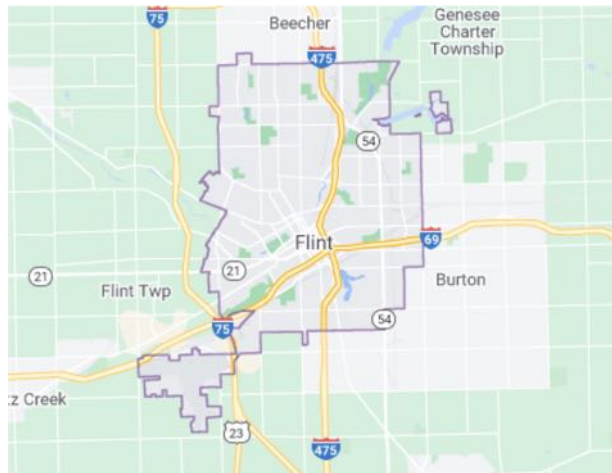 75
Beecher
Genesee
Charter
Township
475
54
Flint
69
21
21
Flint Twp
Burton
75
54
tz Creek
23
475